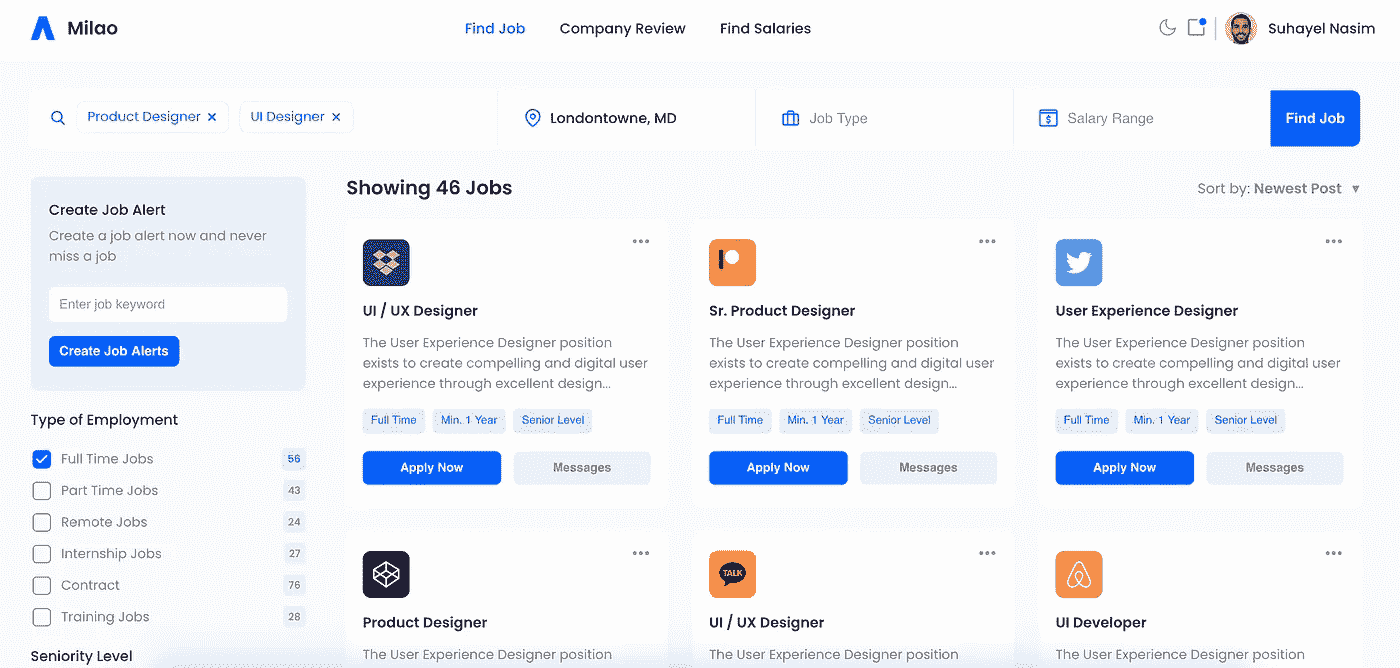 Milao
Find Job
Company Review
Find Salaries
Suhayel Nasim
Product Designer ×
UI Designer ×
Londontowne, MD
Job Type
Salary Range
Find Job
Create Job Alert
Create a job alert now and never
miss a job
Enter job keyword
Create Job Alerts
Type of Employment
Full Time Jobs 56
Part Time Jobs 43
Remote Jobs 24
Internship Jobs 27
Contract 76
Training Jobs 28
Seniority Level
Showing 46 Jobs
Sort by: Newest Post ▼
UI / UX Designer
The User Experience Designer position
exists to create compelling and digital user
experience through excellent design...
Full Time
Min. 1 Year
Senior Level
Apply Now
Messages
Sr. Product Designer
The User Experience Designer position
exists to create compelling and digital user
experience through excellent design...
Full Time
Min. 1 Year
Senior Level
Apply Now
Messages
User Experience Designer
The User Experience Designer position
exists to create compelling and digital user
experience through excellent design...
Full Time
Min. 1 Year
Senior Level
Apply Now
Messages
Product Designer
The User Experience Designer position
TALK
UI / UX Designer
The User Experience Designer position
UI Developer
The User Experience Designer position